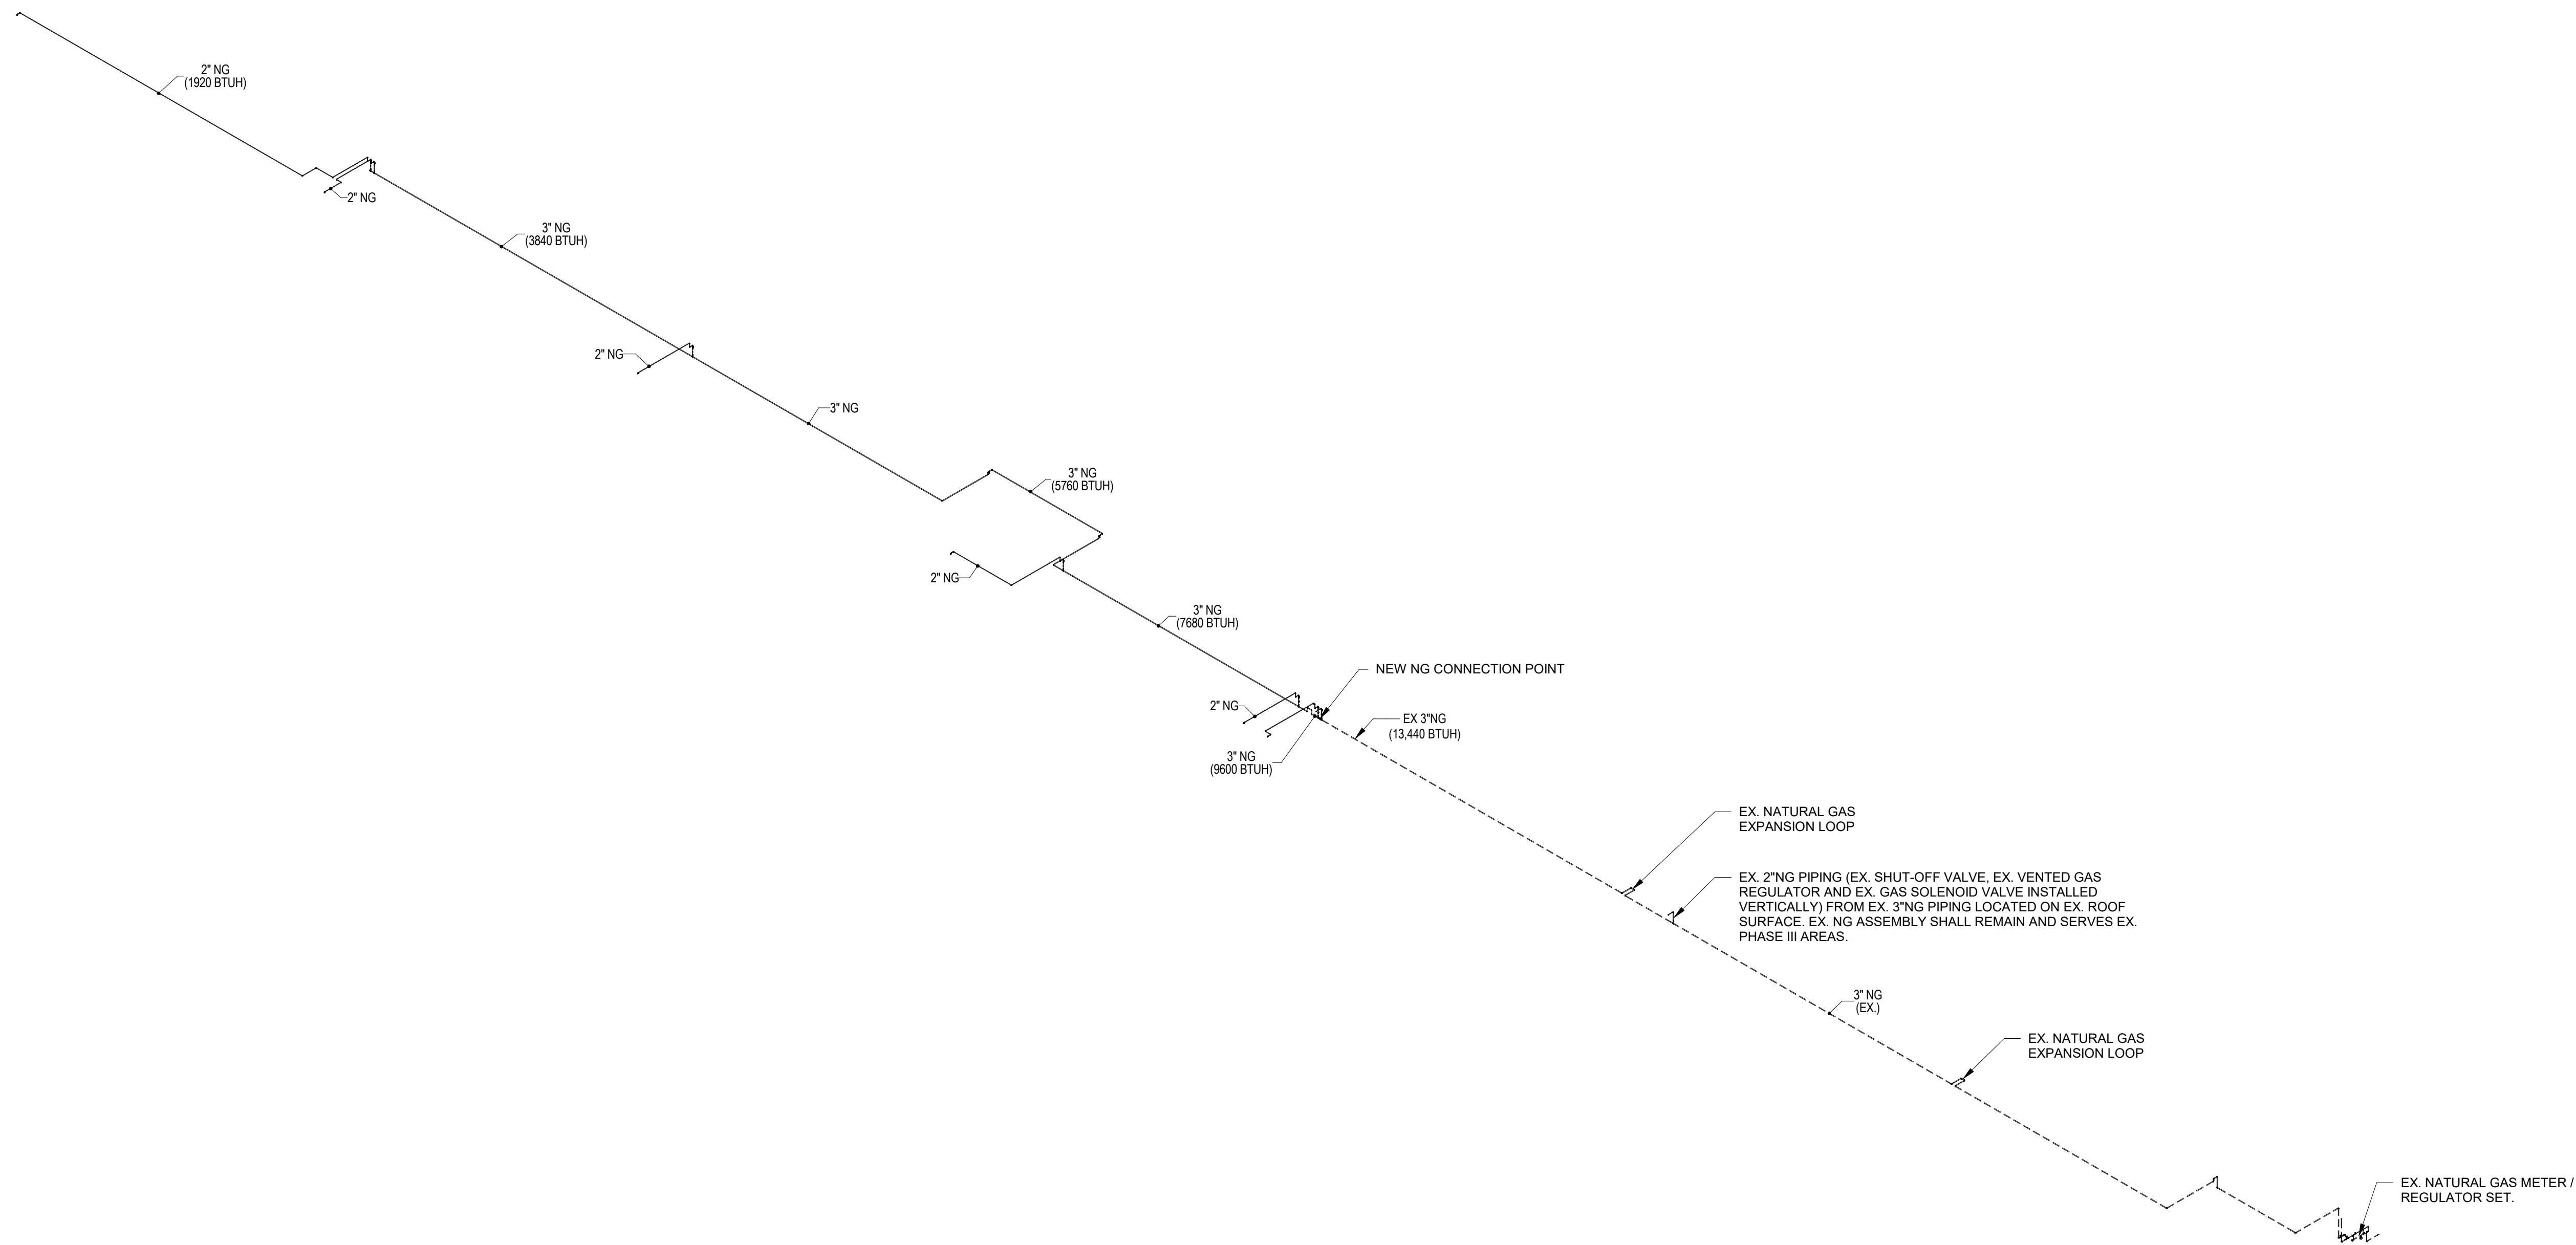 2" NG
(1920 BTUH)
2" NG
3" NG
(3840 BTUH)
2" NG
3" NG
3" NG
(5760 BTUH)
2" NG
3" NG
(7680 BTUH)
NEW NG CONNECTION POINT
2" NG
EX 3"NG
(13,440 BTUH)
3" NG
(9600 BTUH)
EX. NATURAL GAS
EXPANSION LOOP
EX. 2"NG PIPING (EX. SHUT-OFF VALVE, EX. VENTED GAS
REGULATOR AND EX. GAS SOLENOID VALVE INSTALLED
VERTICALLY) FROM EX. 3"NG PIPING LOCATED ON EX. ROOF
SURFACE. EX. NG ASSEMBLY SHALL REMAIN AND SERVES EX.
PHASE III AREAS.
3" NG
(EX.)
EX. NATURAL GAS
EXPANSION LOOP
EX. NATURAL GAS METER /
REGULATOR SET.